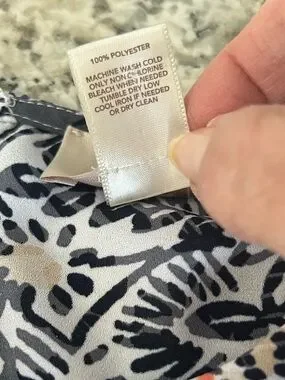 100% POLYESTER
MACHINE WASH COLD
ONLY NON-CHLORINE
BLEACH WHEN NEEDED
TUMBLE DRY LOW
COOL IRON IF NEEDED
OR DRY CLEAN